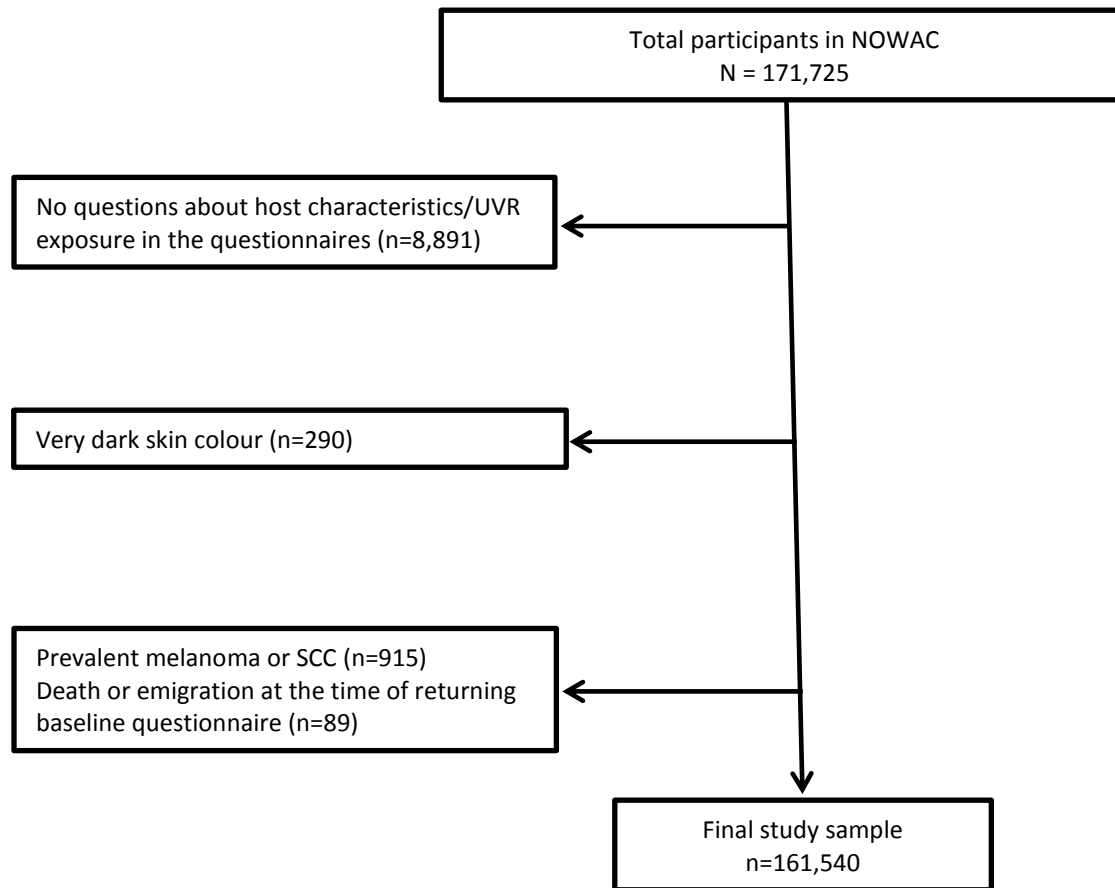 Total participants in NOWAC
N = 171,725
No questions about host characteristics/UVR
exposure in the questionnaires (n=8,891)
Very dark skin colour (n=290)
Prevalent melanoma or SCC (n=915)
Death or emigration at the time of returning
baseline questionnaire (n=89)
Final study sample
n=161,540